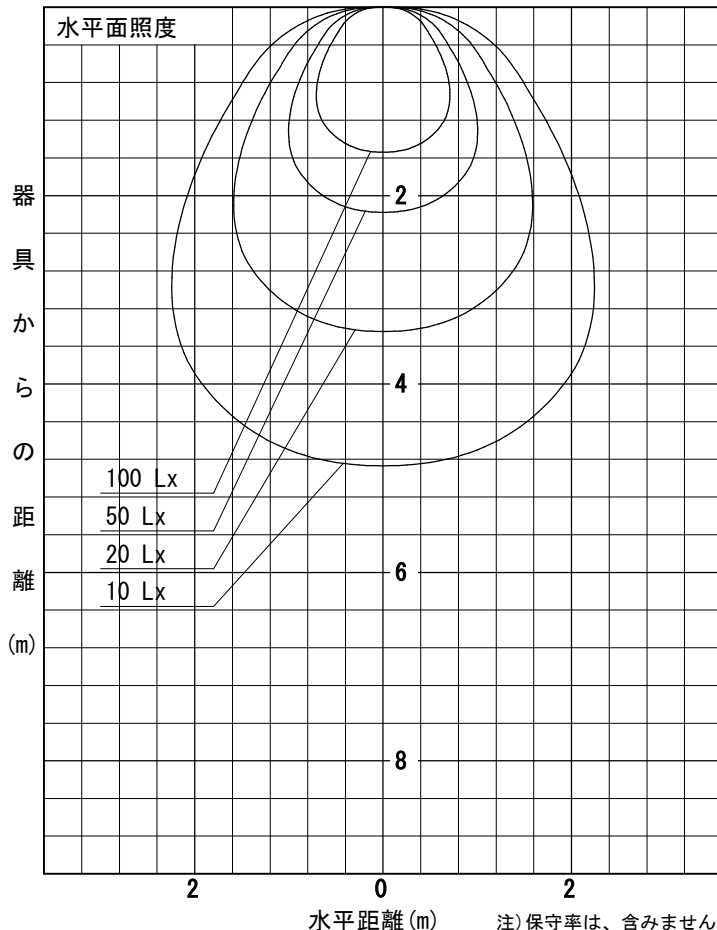 水平面照度
器具からの距離(m)
2
4
6
8
100 Lx
50 Lx
20 Lx
10 Lx
2
0
2
水平距離(m)
注)保守率は、含みません